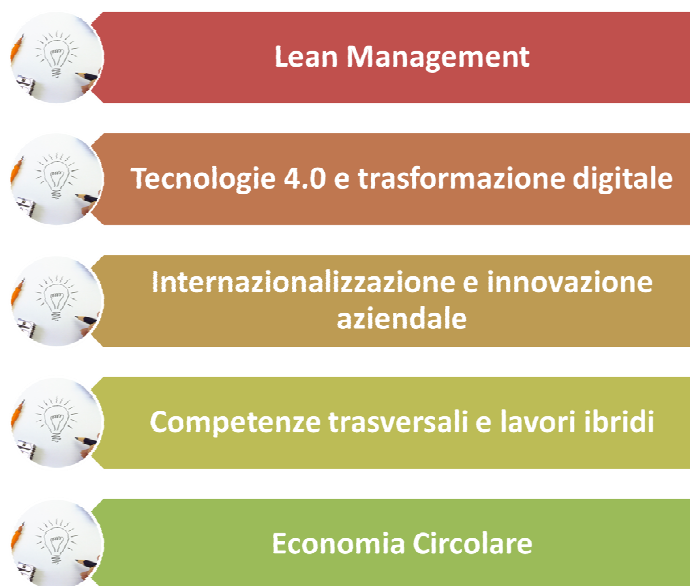 Lean Management
Tecnologie 4.0 e trasformazione digitale
Internazionalizzazione e innovazione
aziendale
Competenze trasversali e lavori ibridi
Economia Circolare